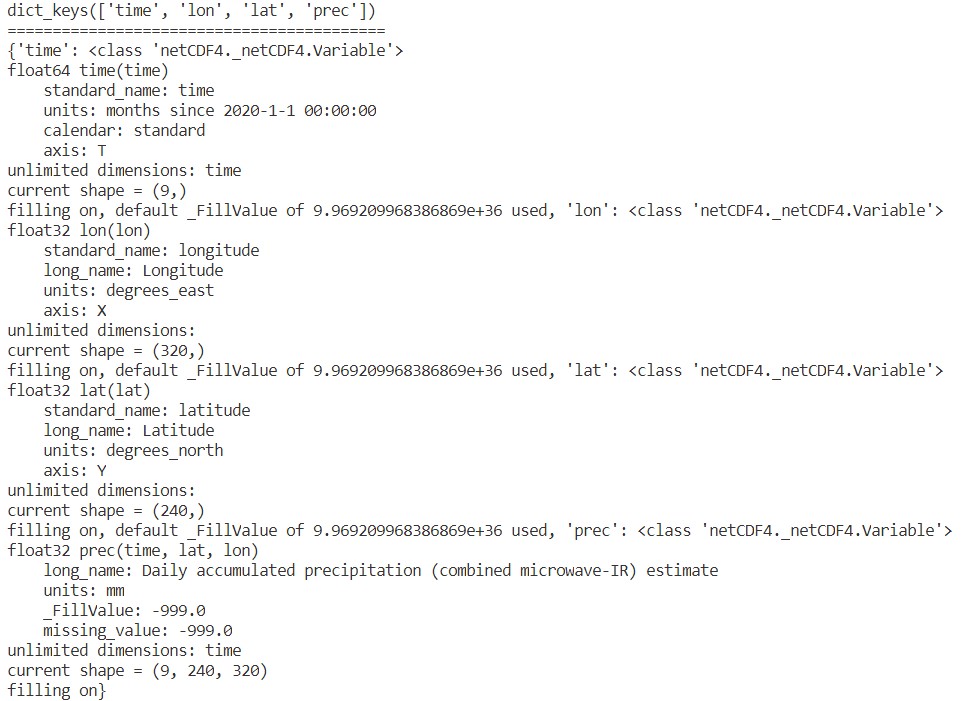 dict_keys(['time', 'lon', 'lat', 'prec'])
==========================================
{'time': <class 'netCDF4._netCDF4.Variable'>
float64 time(time)
    standard_name: time
    units: months since 2020-1-1 00:00:00
    calendar: standard
    axis: T
unlimited dimensions: time
current shape = (9,)
filling on, default _FillValue of 9.969209968386869e+36 used, 'lon': <class 'netCDF4._netCDF4.Variable'>
float32 lon(lon)
    standard_name: longitude
    long_name: Longitude
    units: degrees_east
    axis: X
unlimited dimensions:
current shape = (320,)
filling on, default _FillValue of 9.969209968386869e+36 used, 'lat': <class 'netCDF4._netCDF4.Variable'>
float32 lat(lat)
    standard_name: latitude
    long_name: Latitude
    units: degrees_north
    axis: Y
unlimited dimensions:
current shape = (240,)
filling on, default _FillValue of 9.969209968386869e+36 used, 'prec': <class 'netCDF4._netCDF4.Variable'>
float32 prec(time, lat, lon)
    long_name: Daily accumulated precipitation (combined microwave-IR) estimate
    units: mm
    _FillValue: -999.0
    missing_value: -999.0
unlimited dimensions: time
current shape = (9, 240, 320)
filling on}